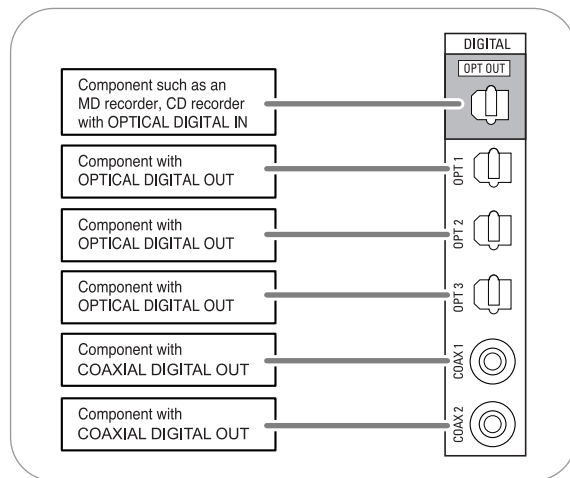 DIGITAL
OPT OUT
Component such as an
MD recorder, CD recorder
with OPTICAL DIGITAL IN
Component with
OPTICAL DIGITAL OUT
OPT 1
Component with
OPTICAL DIGITAL OUT
OPT 2
Component with
OPTICAL DIGITAL OUT
OPT 3
Component with
COAXIAL DIGITAL OUT
COAX 1
Component with
COAXIAL DIGITAL OUT
COAX 2